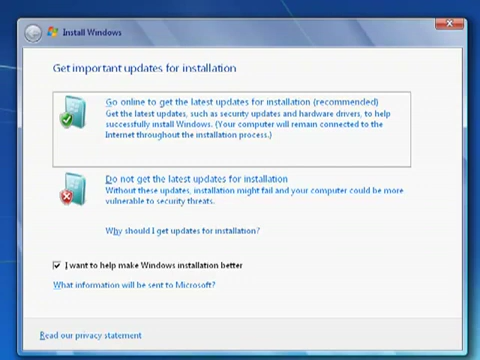 Install Windows
Get important updates for installation
Go online to get the latest updates for installation (recommended)
Get the latest updates, such as security updates and hardware drivers, to help
successfully install Windows. (Your computer will remain connected to the
Internet throughout the installation process.)
Do not get the latest updates for installation
Without these updates, installation might fail and your computer could be more
vulnerable to security threats.
Why should I get updates for installation?
I want to help make Windows installation better
What information will be sent to Microsoft?
Read our privacy statement